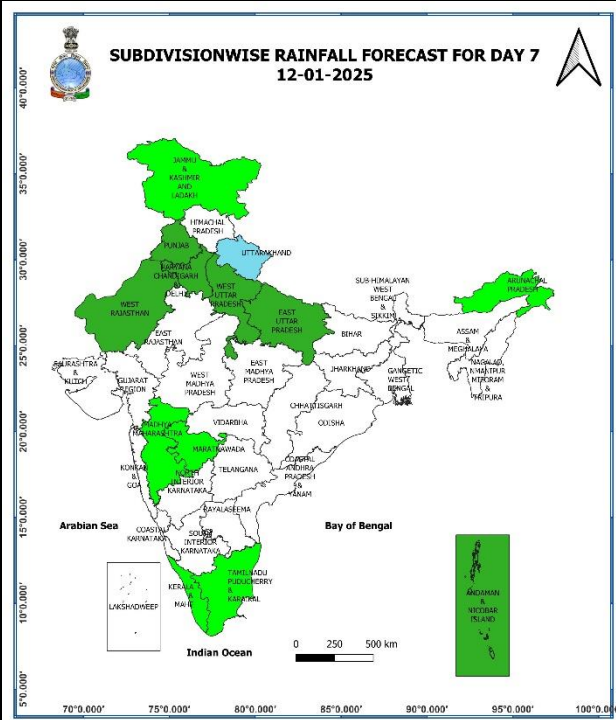 SUBDIVISIONWISE RAINFALL FORECAST FOR DAY 7
12-01-2025
40°0.000'
35°0.000'
30°0.000'
25°0.000'
20°0.000'
15°0.000'
10°0.000'
5°0.000'
JAMMU
&
KASHMIR
AND
LADAKH
HIMACHAL
PRADESH
PUNJAB
UTTARAKHAND
HARYANA
CHANDIGARH
&
DELHI
WEST
UTTAR
PRADESH
WEST
RAJASTHAN
EAST
UTTAR
PRADESH
EAST
RAJASTHAN
SUB-HIMALAYAN
WEST
BENGAL
&
SIKKIM
ARUNACHAL
PRADESH
ASSAM
&
MEGHALAYA
BIHAR
NAGALAD
MANIPUR
MIZORAM
&
TRIPURA
SAURASHTRA
&
KUTCH
GUJARAT
REGION
WEST
MADHYA
PRADESH
EAST
MADHYA
PRADESH
JHARKHAND
GANGETIC
WEST
BENGAL
CHHATTISGARH
ODISHA
MADHYA
MAHARASHTRA
VIDARBHA
MARATHAWADA
KONKAN
&
GOA
NORTH
INTERIOR
KARNATAKA
TELANGANA
COASTAL
ANDHRA
PRADESH
&
YANAM
RAYALASEEMA
Arabian Sea
Bay of Bengal
COASTAL
KARNATAKA
SOUTH
INTERIOR
KARNATAKA
TAMILNADU
PUDUCHERRY
&
KARAIKAL
KERALA
&
MAHE
LAKSHADWEEP
ANDAMAN
&
NICOBAR
ISLAND
Indian Ocean
0 250 500 km
70°0.000' 75°0.000' 80°0.000' 85°0.000' 90°0.000' 95°0.000' 100°0.000'